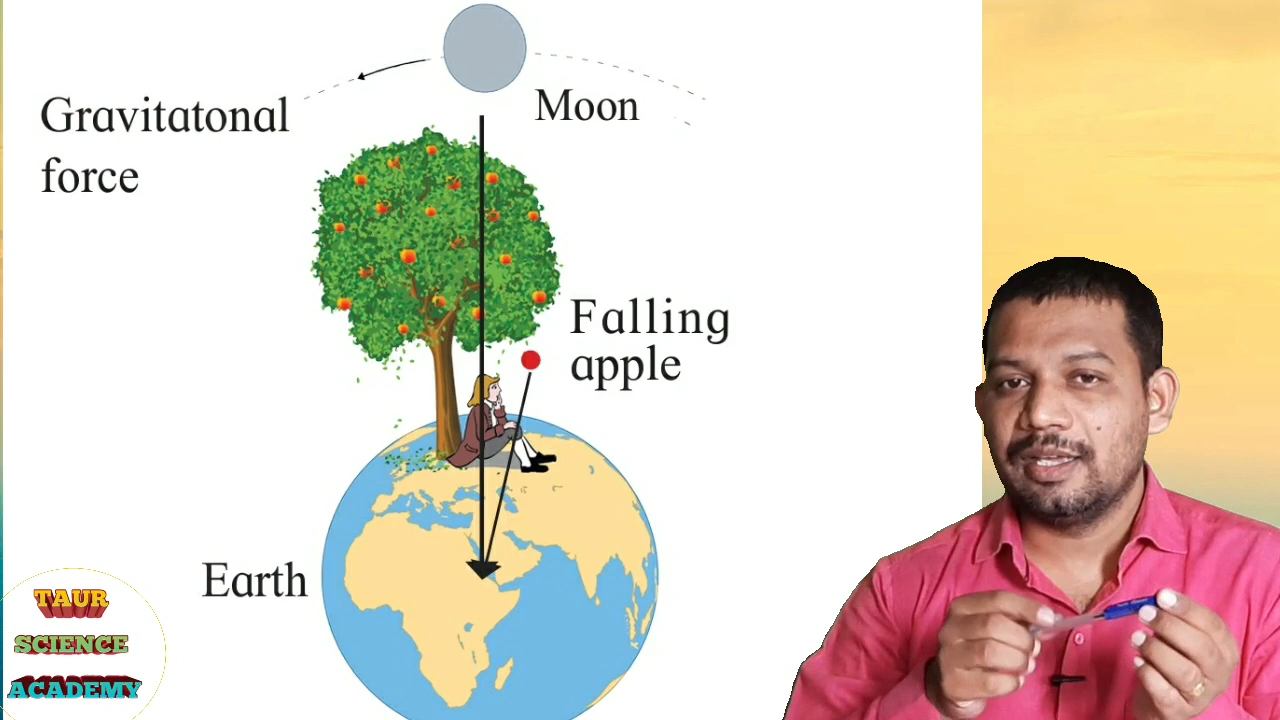 Moon
Gravitatonal
force
Falling
apple
Earth
TAUR
SCIENCE
ACADEMY